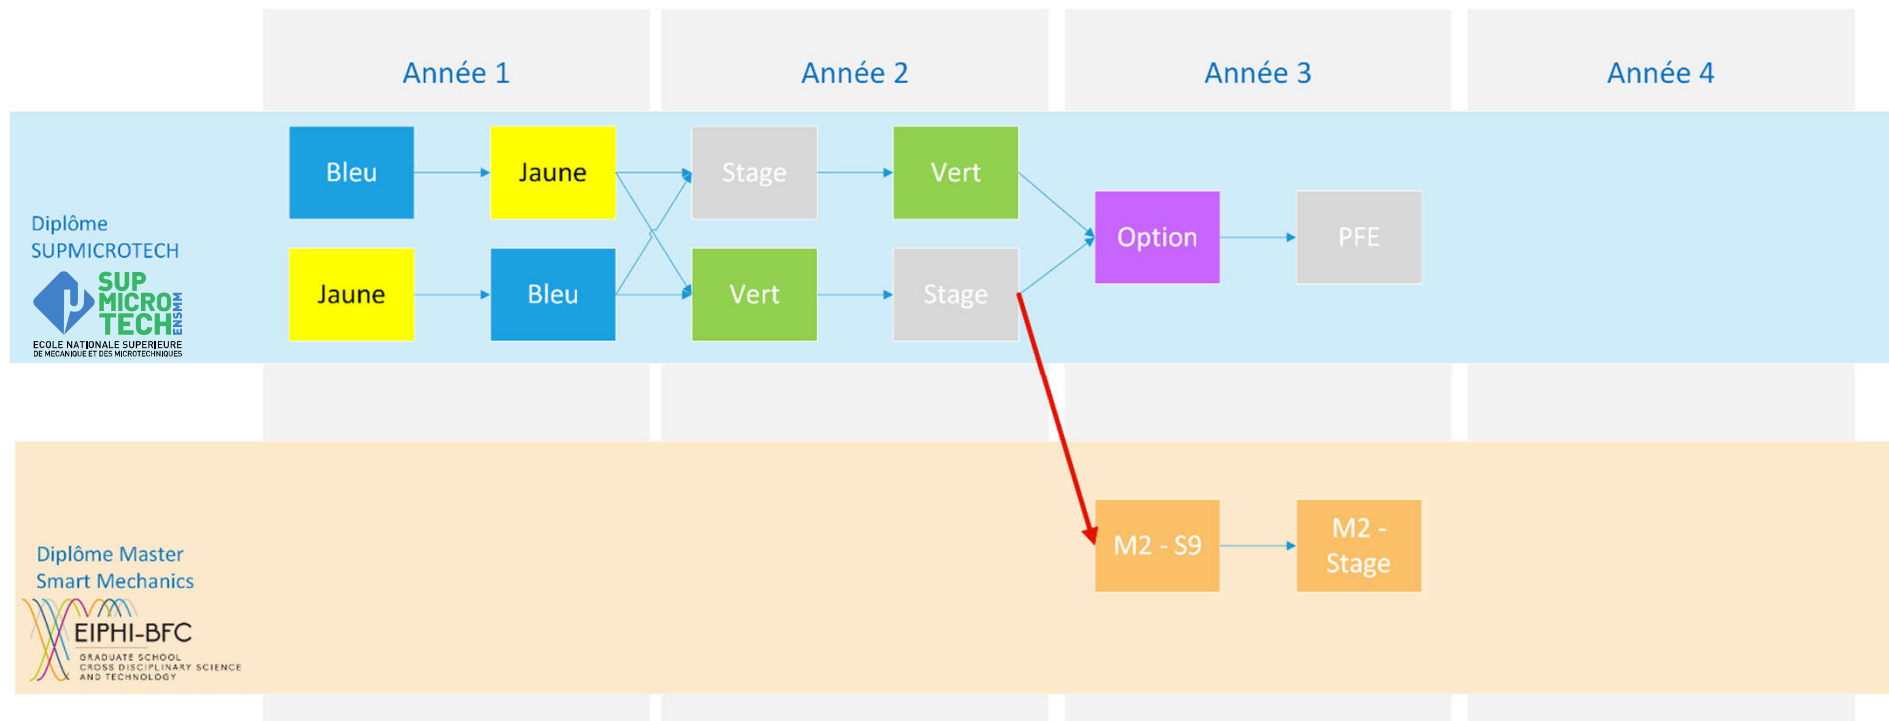 Année 1
Année 2
Année 3
Année 4
Bleu
Jaune
Stage
Vert
Diplôme
SUPMICROTECH
Option
PFE
Jaune
Bleu
Vert
Stage
SUP
MICRO
TECH
ENSMM
ECOLE NATIONALE SUPERIEURE
DE MECANIQUE ET DES MICROTECHNIQUES
M2 - S9
M2 -
Stage
Diplôme Master
Smart Mechanics
EIPHI-BFC
GRADUATE SCHOOL
CROSS DISCIPLINARY SCIENCE
AND TECHNOLOGY